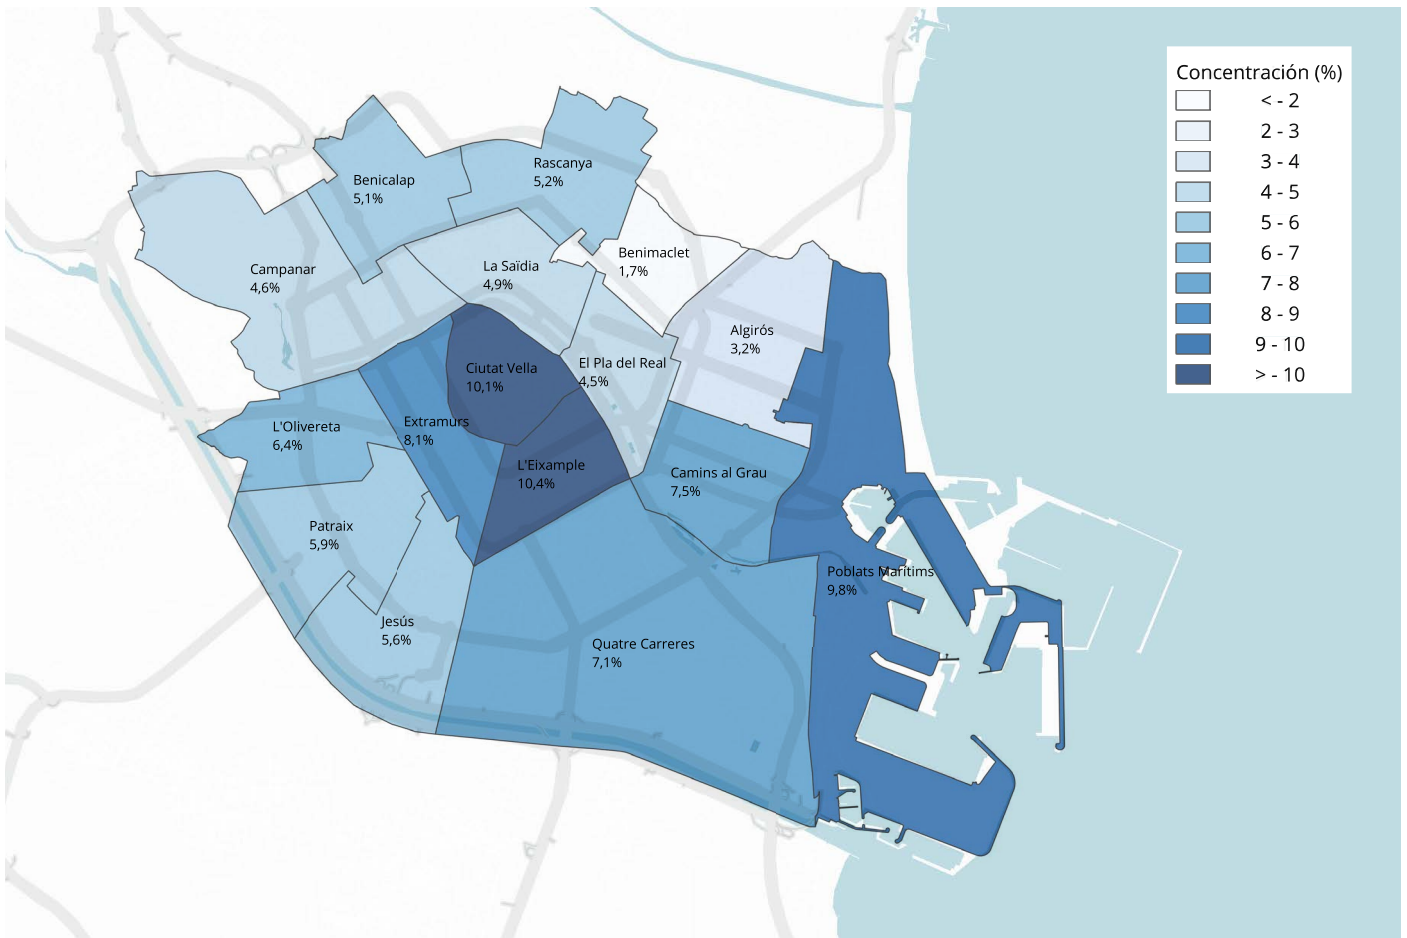 Concentración (%)
< - 2
2 - 3
3 - 4
4 - 5
5 - 6
6 - 7
7 - 8
8 - 9
9 - 10
> - 10
Rascanya
5,2%
Benicalap
5,1%
Benimaclet
1,7%
La Saïdia
4,9%
Campanar
4,6%
Algirós
3,2%
El Pla del Real
4,5%
Ciutat Vella
10,1%
Extramurs
8,1%
L'Olivereta
6,4%
L'Eixample
10,4%
Camins al Grau
7,5%
Patraix
5,9%
Poblats Marítims
9,8%
Jesús
5,6%
Quatre Carreres
7,1%